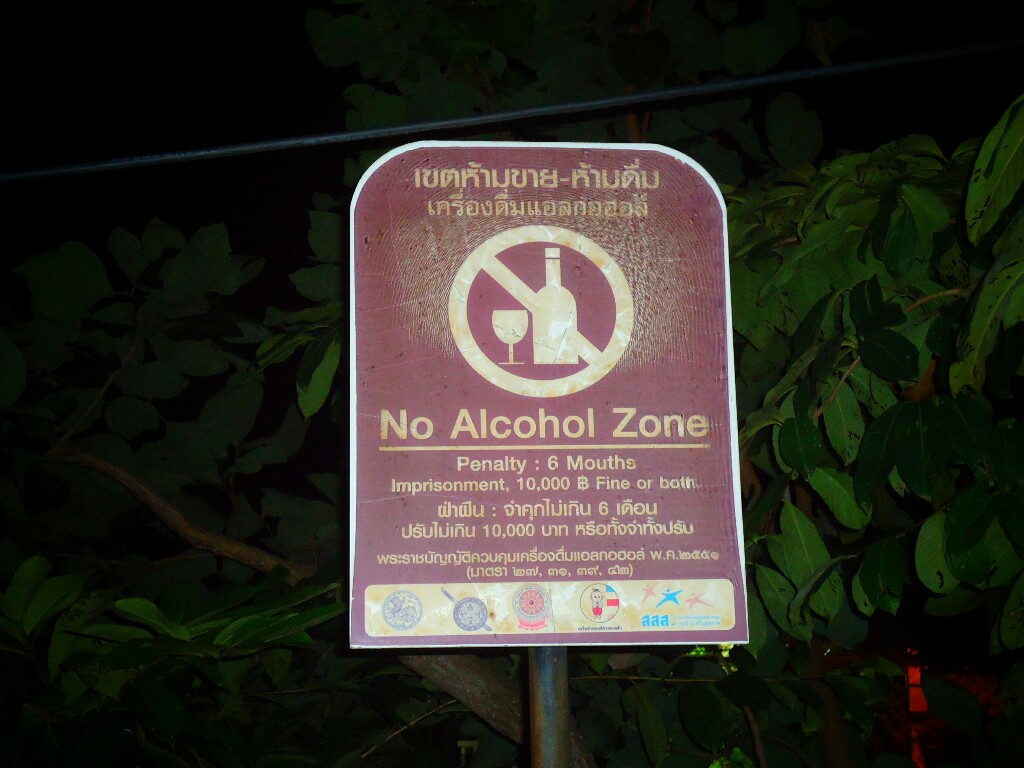 เขตห้ามขาย-ห้ามดื่ม
เครื่องดื่มแอลกอฮอล์
No Alcohol Zone
Penalty : 6 Mouths
Imprisonment, 10,000 ฿ Fine or both.
ฝ่าฝืน : จำคุกไม่เกิน 6 เดือน
ปรับไม่เกิน 10,000 บาท หรือทั้งจำทั้งปรับ
พระราชบัญญัติควบคุมเครื่องดื่มแอลกอฮอล์ พ.ศ.๒๕๕๑
(มาตรา ๒๗, ๓๑, ๓๙, ๔๒)
สสส